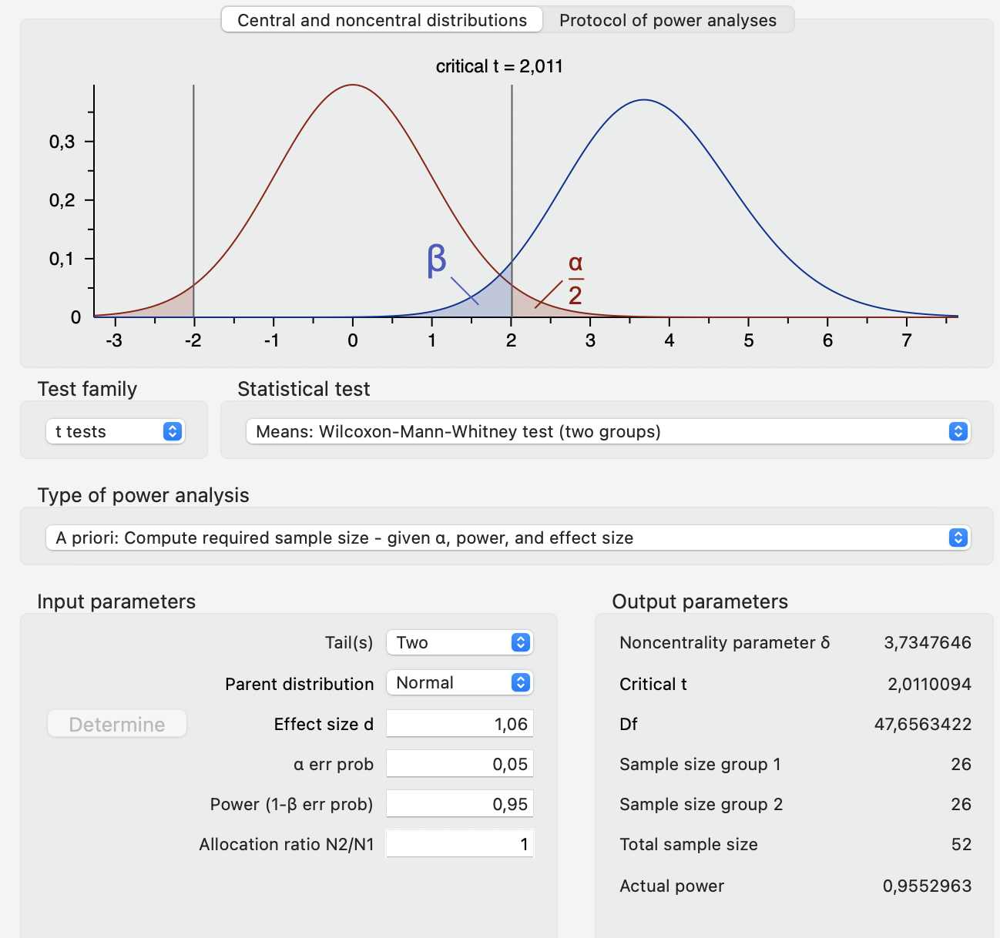 Central and noncentral distributions
Protocol of power analyses
critical t = 2,011
0,3
0,2
0,1
0
β
α
2
-3 -2 -1 0 1 2 3 4 5 6 7
Test family
Statistical test
t tests
Means: Wilcoxon-Mann-Whitney test (two groups)
Type of power analysis
A priori: Compute required sample size - given α, power, and effect size
Input parameters
Tail(s) Two
Parent distribution Normal
Determine
Effect size d 1,06
α err prob 0,05
Power (1-β err prob) 0,95
Allocation ratio N2/N1 1
Output parameters
Noncentrality parameter δ 3,7347646
Critical t 2,0110094
Df 47,6563422
Sample size group 1 26
Sample size group 2 26
Total sample size 52
Actual power 0,9552963